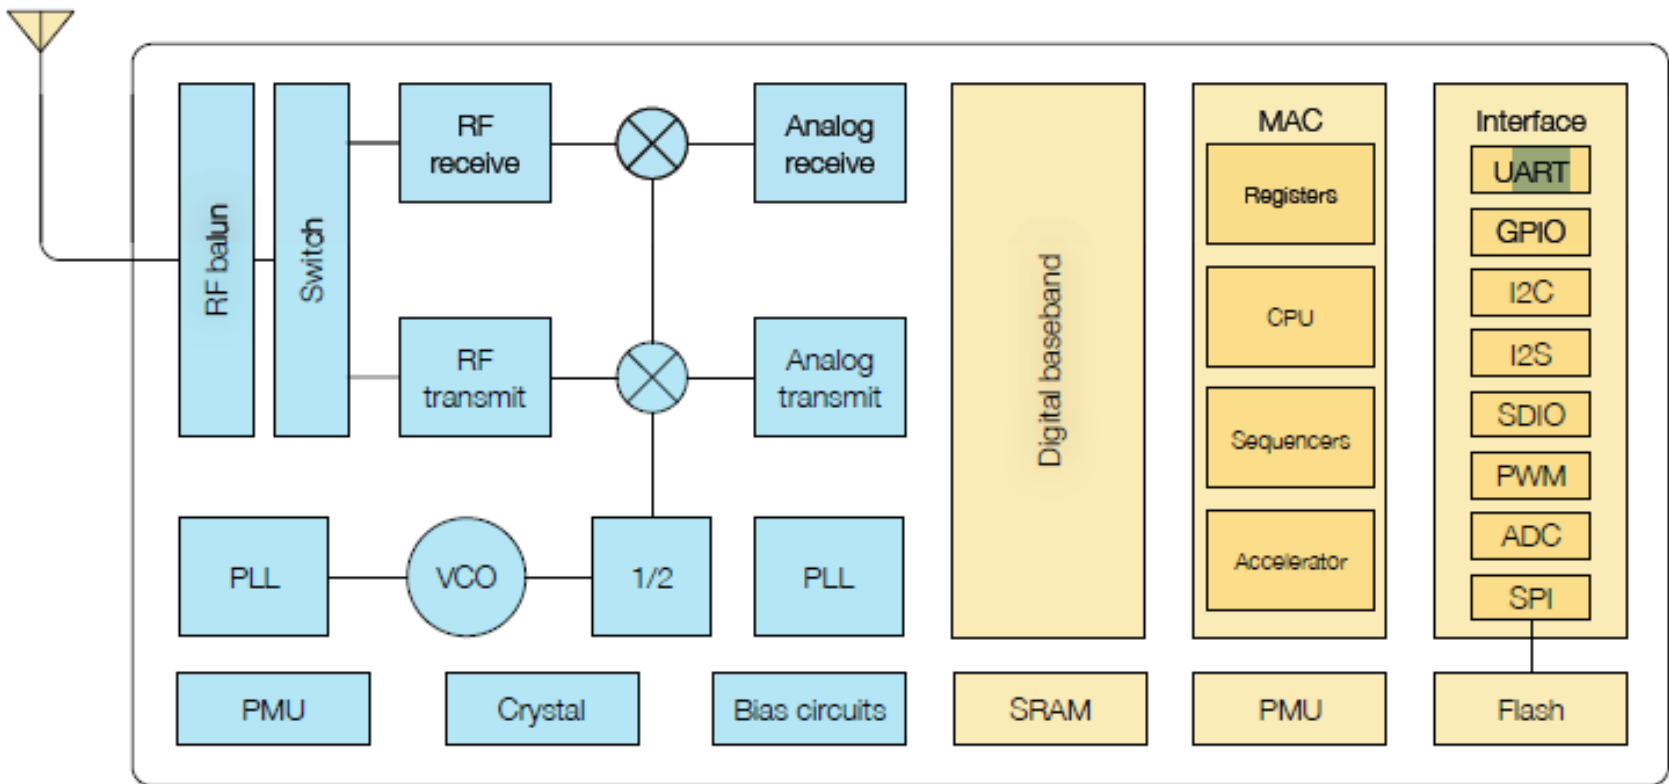 RF balun
Switch
RF
receive
Analog
receive
RF
transmit
Analog
transmit
PLL
VCO
1/2
PLL
PMU
Crystal
Bias circuits
Digital baseband
SRAM
MAC
Registers
CPU
Sequencers
Accelerator
PMU
Interface
UART
GPIO
I2C
I2S
SDIO
PWM
ADC
SPI
Flash